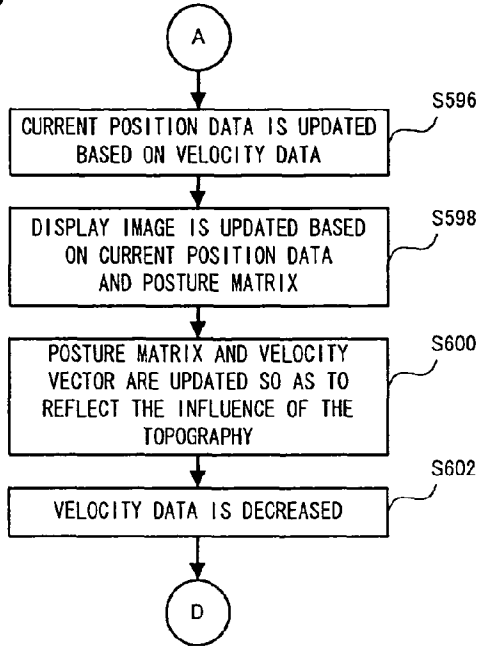 A
S596
CURRENT POSITION DATA IS UPDATED
BASED ON VELOCITY DATA
S598
DISPLAY IMAGE IS UPDATED BASED
ON CURRENT POSITION DATA
AND POSTURE MATRIX
S600
POSTURE MATRIX AND VELOCITY
VECTOR ARE UPDATED SO AS TO
REFLECT THE INFLUENCE OF THE
TOPOGRAPHY
S602
VELOCITY DATA IS DECREASED
D